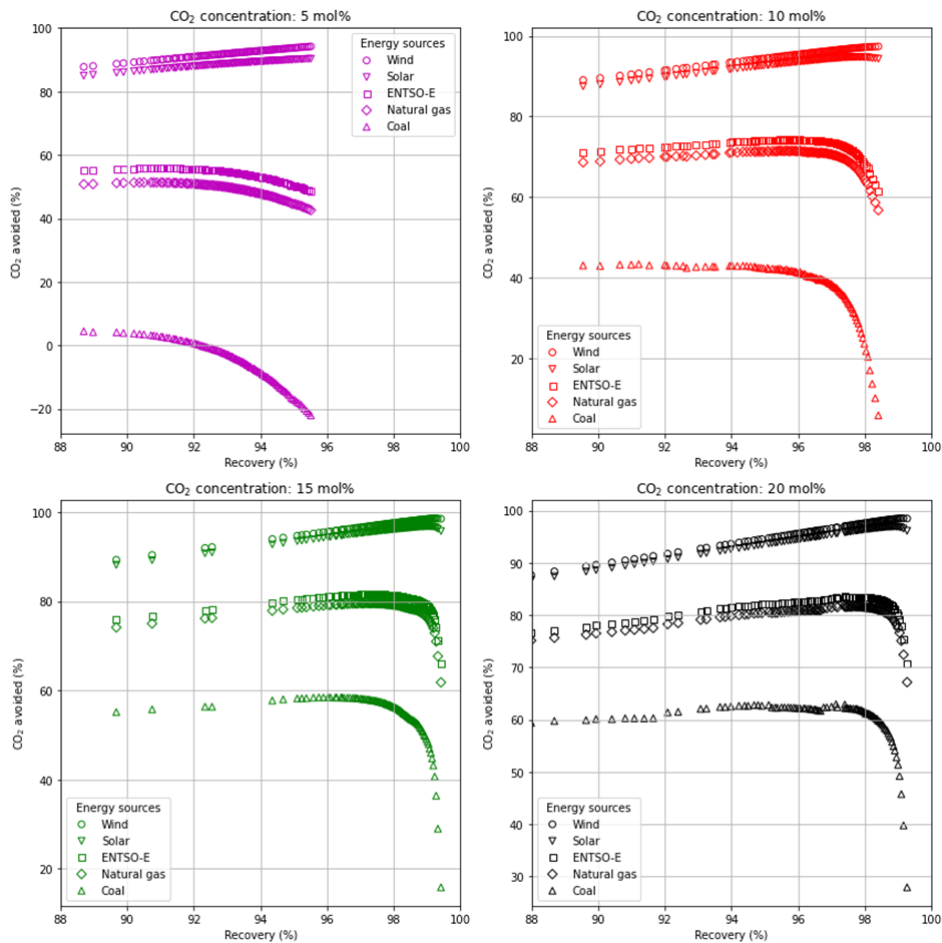 CO₂ concentration: 5 mol%
100
80
60
40
20
0
−20
CO₂ avoided (%)
Energy sources
Wind
Solar
ENTSO-E
Natural gas
Coal
88 90 92 94 96 98 100
Recovery (%)
CO₂ concentration: 10 mol%
100
80
60
40
20
CO₂ avoided (%)
Energy sources
Wind
Solar
ENTSO-E
Natural gas
Coal
88 90 92 94 96 98 100
Recovery (%)
CO₂ concentration: 15 mol%
100
80
60
40
20
CO₂ avoided (%)
Energy sources
Wind
Solar
ENTSO-E
Natural gas
Coal
88 90 92 94 96 98 100
Recovery (%)
CO₂ concentration: 20 mol%
100
90
80
70
60
50
40
30
CO₂ avoided (%)
Energy sources
Wind
Solar
ENTSO-E
Natural gas
Coal
88 90 92 94 96 98 100
Recovery (%)